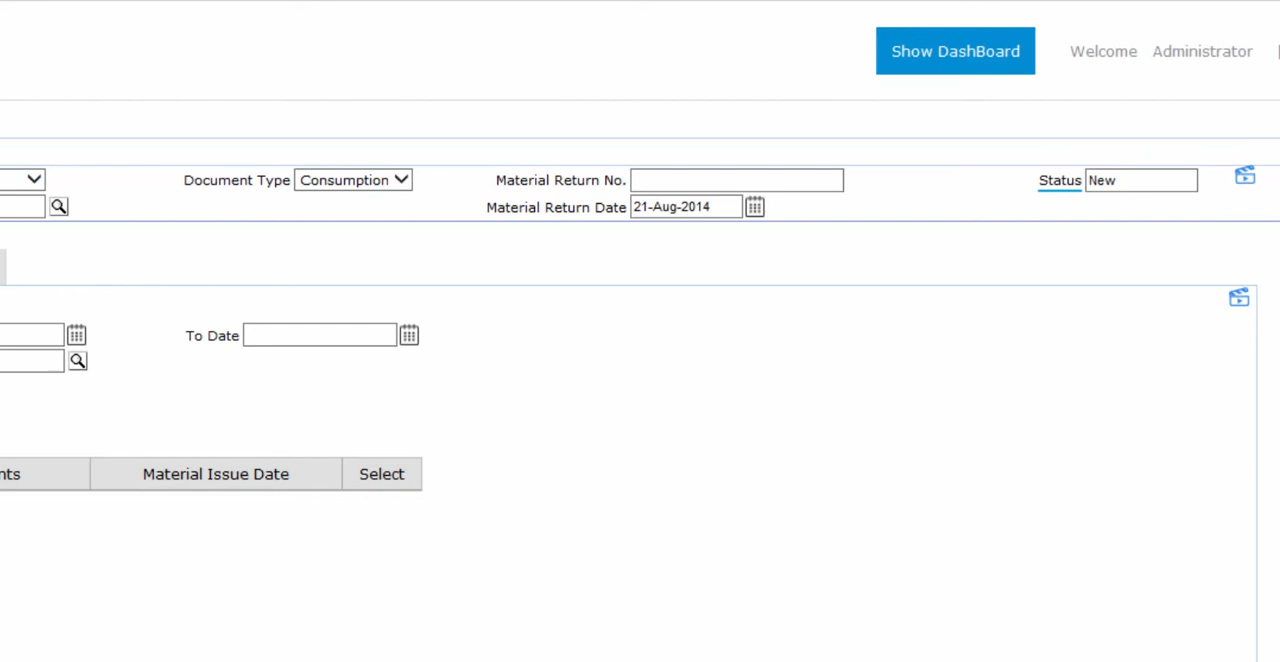 Show DashBoard Welcome Administrator
Document Type Consumption Material Return No. Status New
Material Return Date 21-Aug-2014
To Date
nts Material Issue Date Select